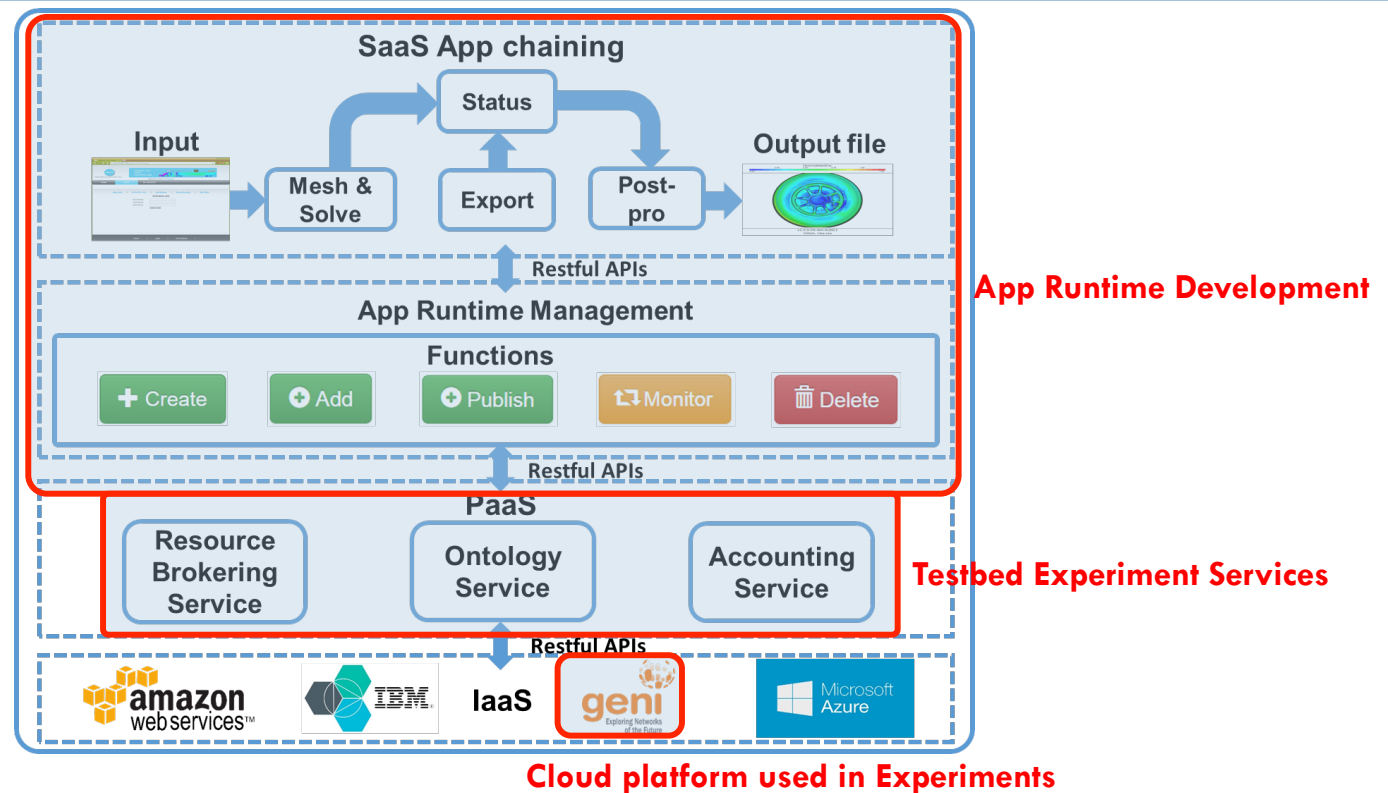 SaaS App chaining
Status
Input
Output file
Mesh &
Solve
Export
Post-
pro
Restful APIs
App Runtime Development
App Runtime Management
Functions
Create
Add
Publish
Monitor
Delete
Restful APIs
PaaS
Resource
Brokering
Service
Ontology
Service
Accounting
Service
Testbed Experiment Services
Restful APIs
amazon
webservices™
IBM.
IaaS
geni
Exploring Networks
of the Future
Microsoft
Azure
Cloud platform used in Experiments